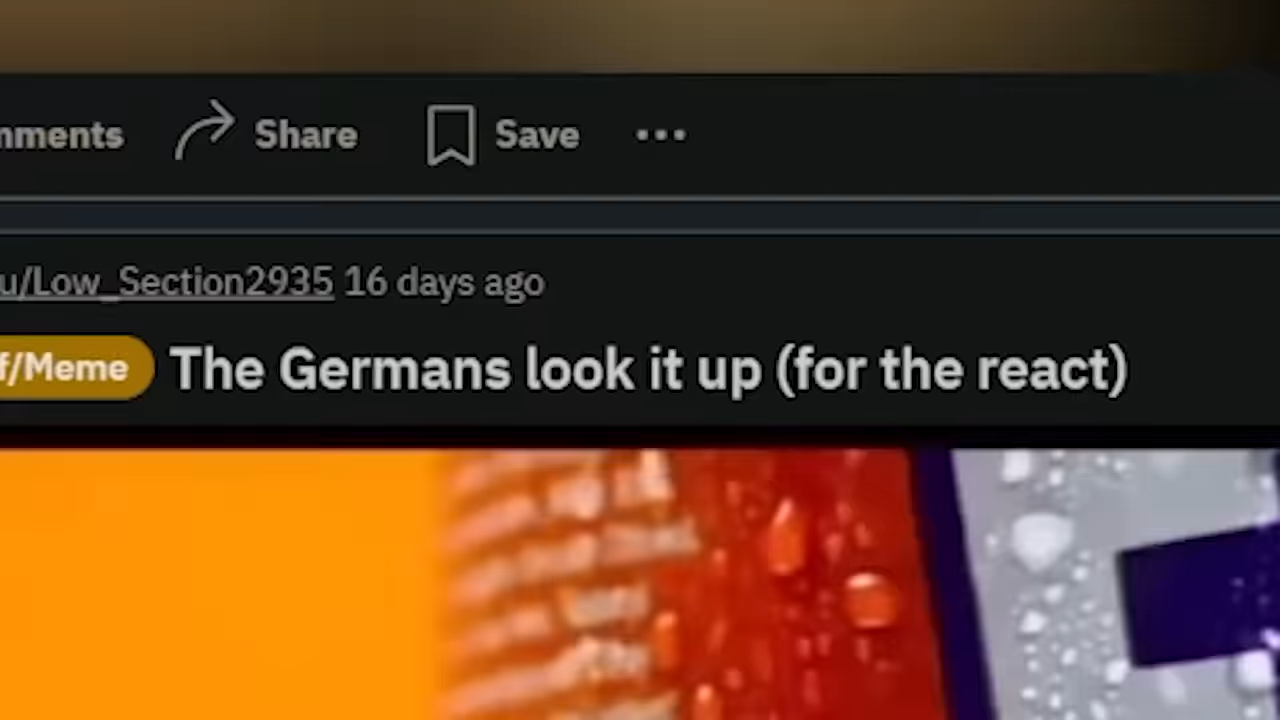 mments Share Save ...
u/Low_Section2935 16 days ago
f/Meme The Germans look it up (for the react)